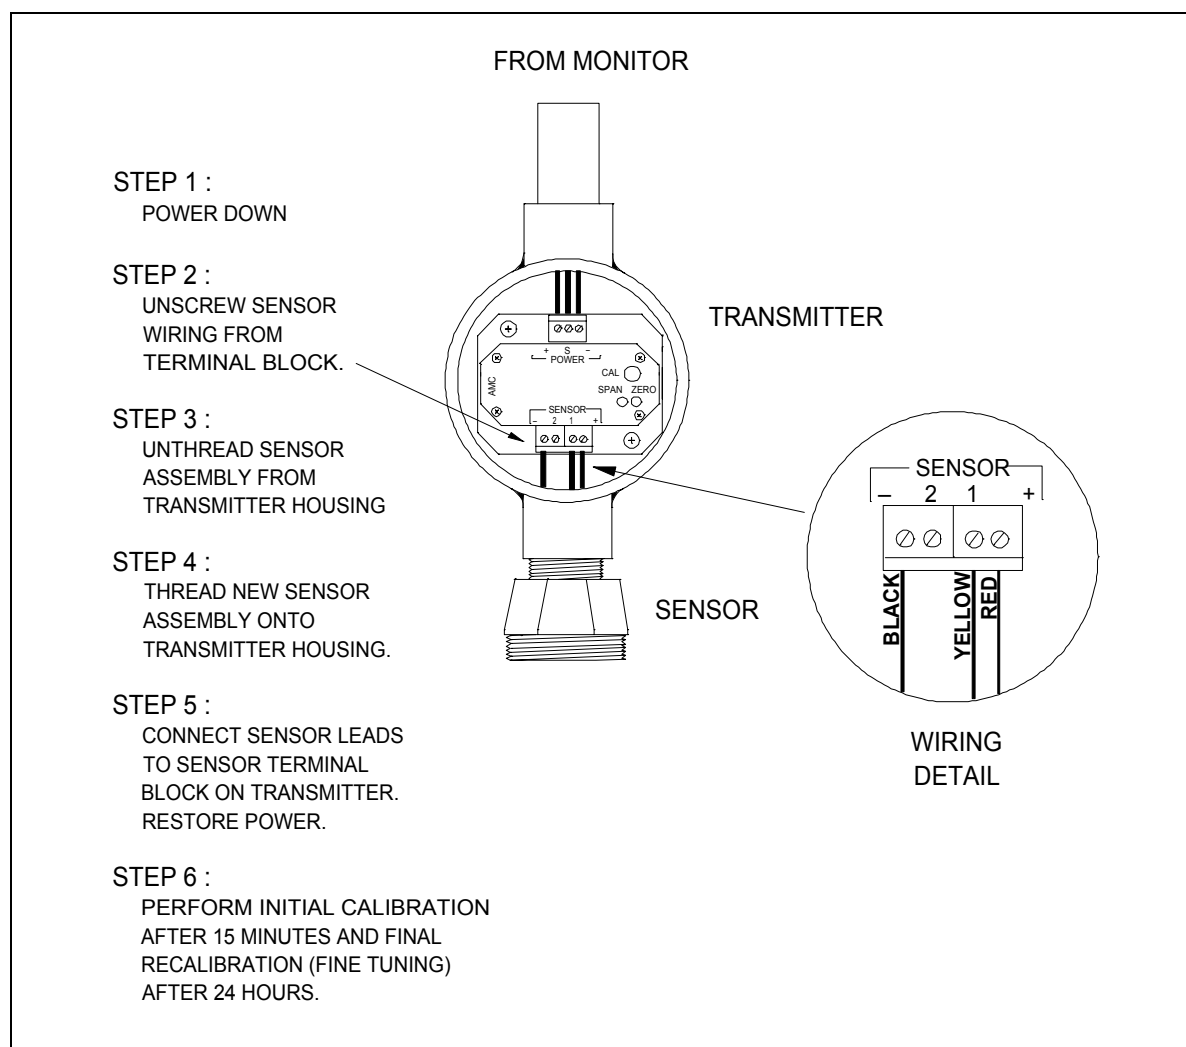 FROM MONITOR
STEP 1 :
POWER DOWN
STEP 2 :
UNSCREW SENSOR
WIRING FROM
TERMINAL BLOCK.
STEP 3 :
UNTHREAD SENSOR
ASSEMBLY FROM
TRANSMITTER HOUSING
STEP 4 :
THREAD NEW SENSOR
ASSEMBLY ONTO
TRANSMITTER HOUSING.
STEP 5 :
CONNECT SENSOR LEADS
TO SENSOR TERMINAL
BLOCK ON TRANSMITTER.
RESTORE POWER.
STEP 6 :
PERFORM INITIAL CALIBRATION
AFTER 15 MINUTES AND FINAL
RECALIBRATION (FINE TUNING)
AFTER 24 HOURS.
TRANSMITTER
+ S –
POWER
CAL
SPAN ZERO
AMC
SENSOR
– 2 1 +
SENSOR
SENSOR
– 2 1 +
BLACK
YELLOW
RED
WIRING
DETAIL